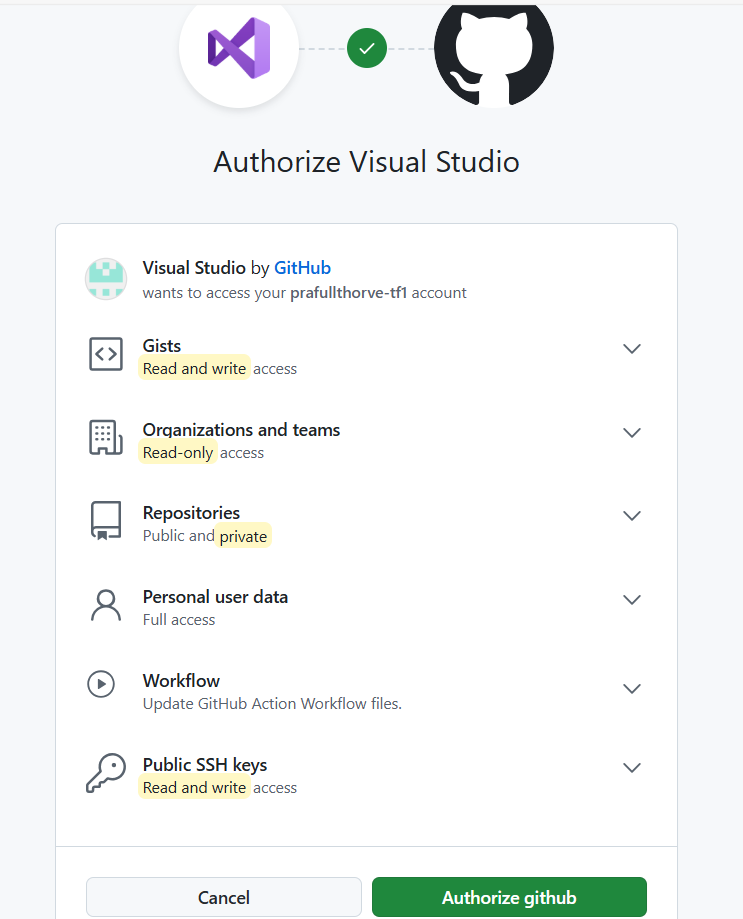 Authorize Visual Studio
Visual Studio by GitHub
wants to access your prafullthorve-tf1 account
Gists
Read and write access
Organizations and teams
Read-only access
Repositories
Public and private
Personal user data
Full access
Workflow
Update GitHub Action Workflow files.
Public SSH keys
Read and write access
Cancel
Authorize github